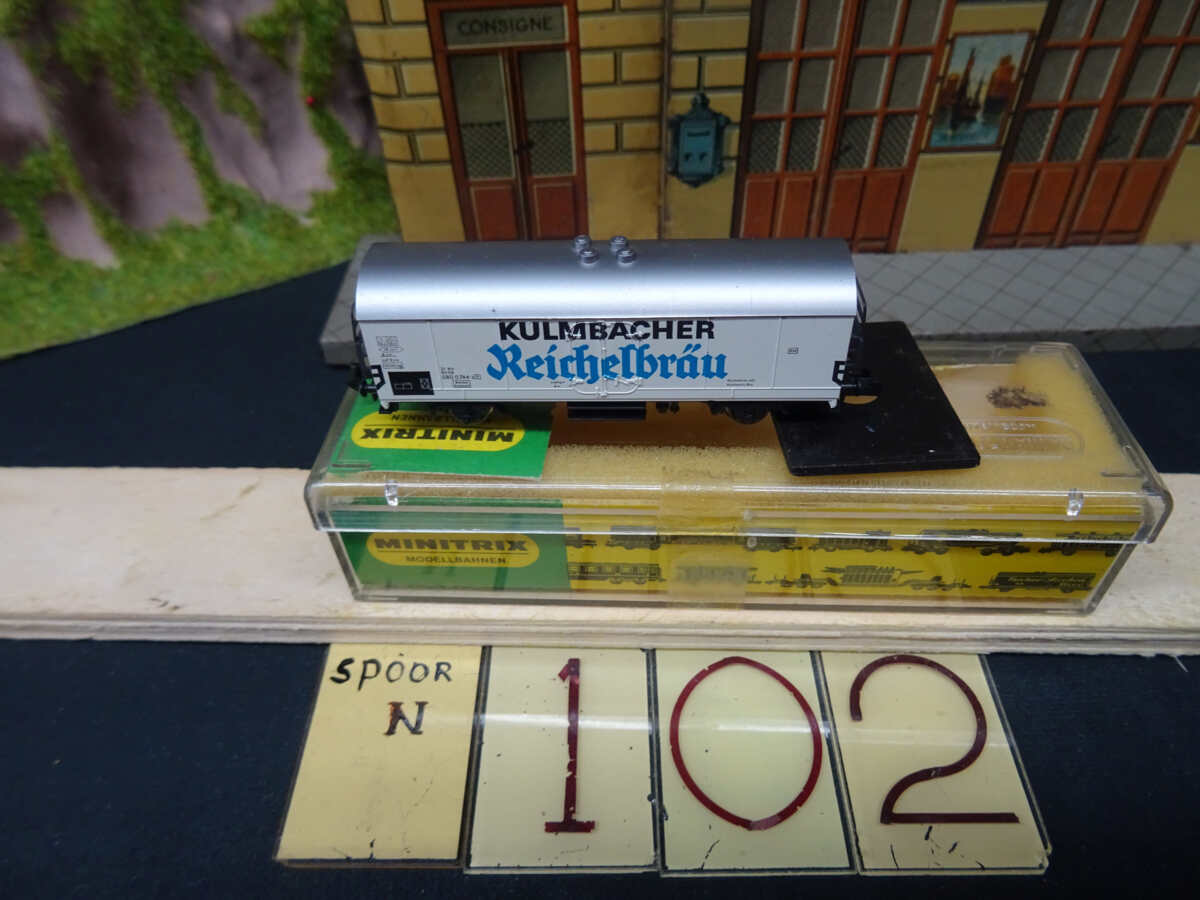 CONSIGNE
KULMBACHER
Reichelbräu
MINITRIX
MINITRIX
MODELLBAHNEN
SPOOR
N
102